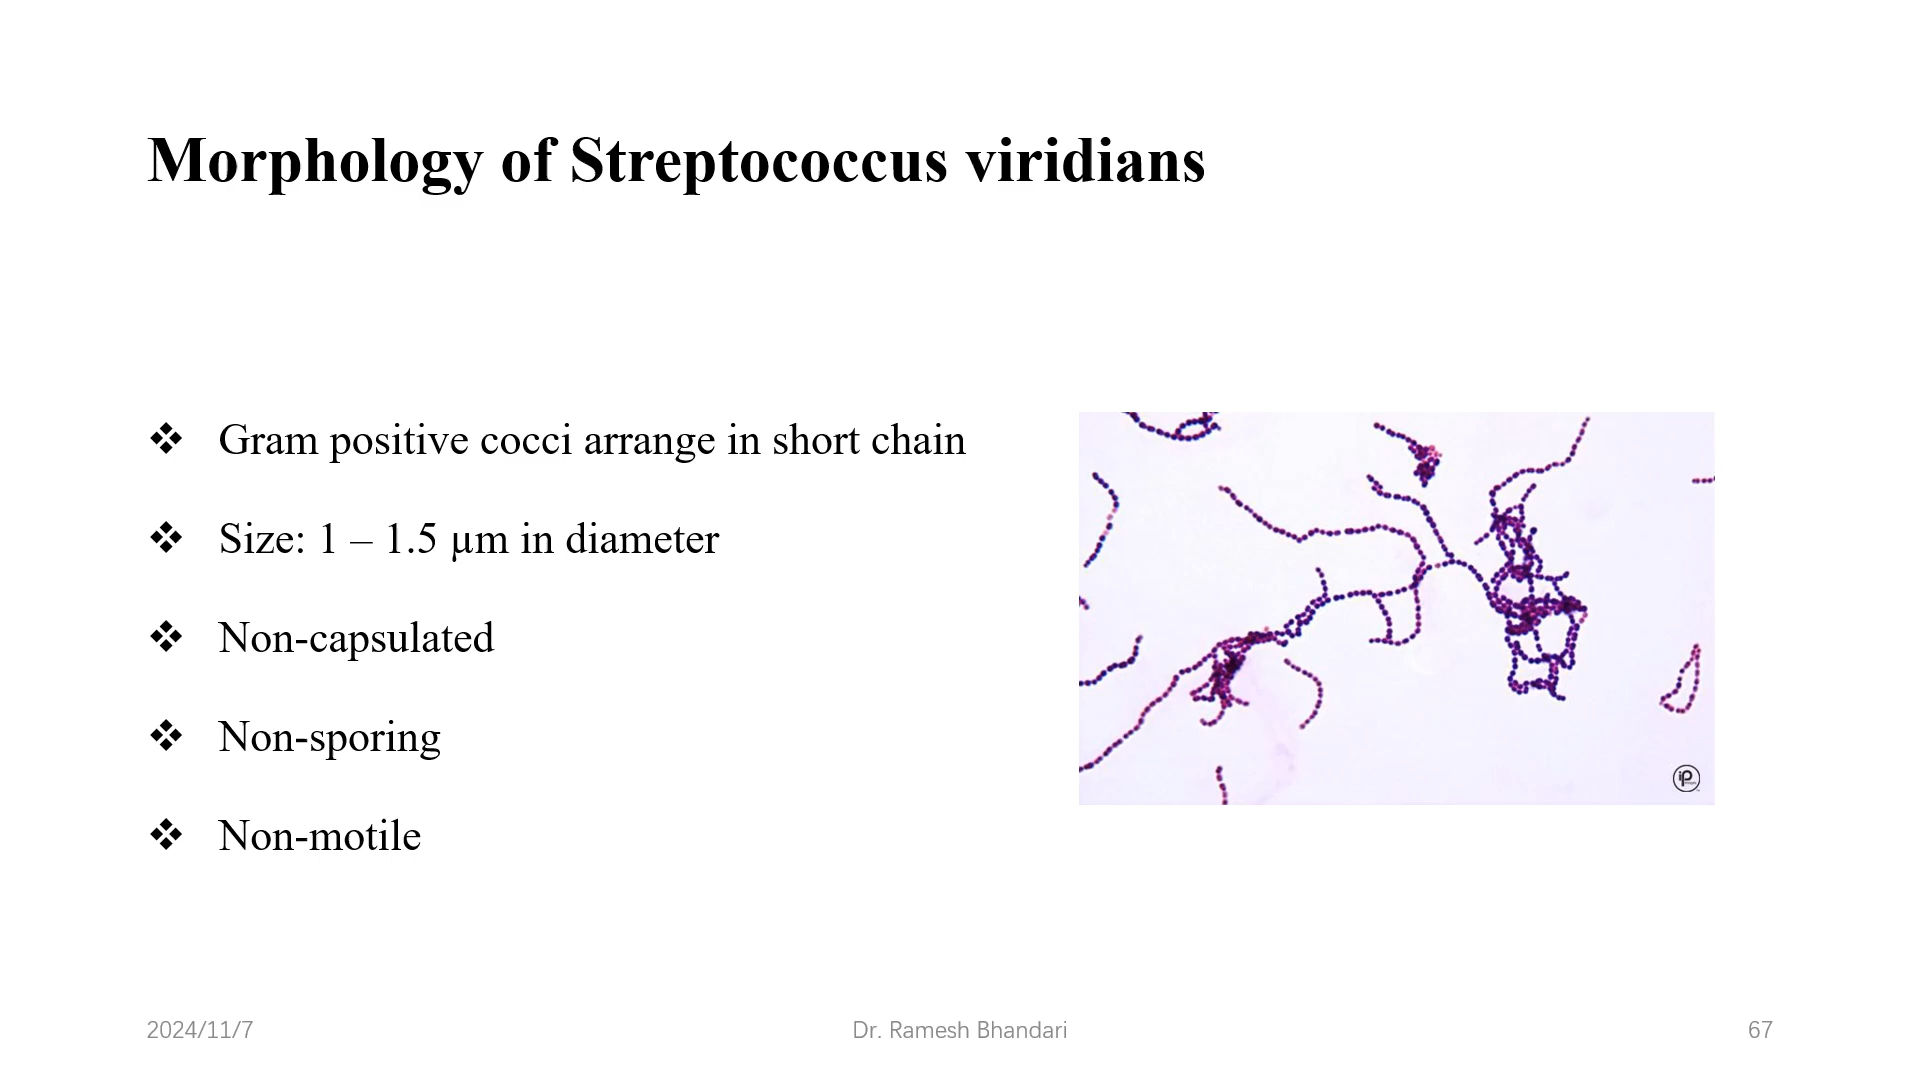 Morphology of Streptococcus viridians
❖ Gram positive cocci arrange in short chain
❖ Size: 1 – 1.5 µm in diameter
❖ Non-capsulated
❖ Non-sporing
❖ Non-motile
ip
2024/11/7
Dr. Ramesh Bhandari
67